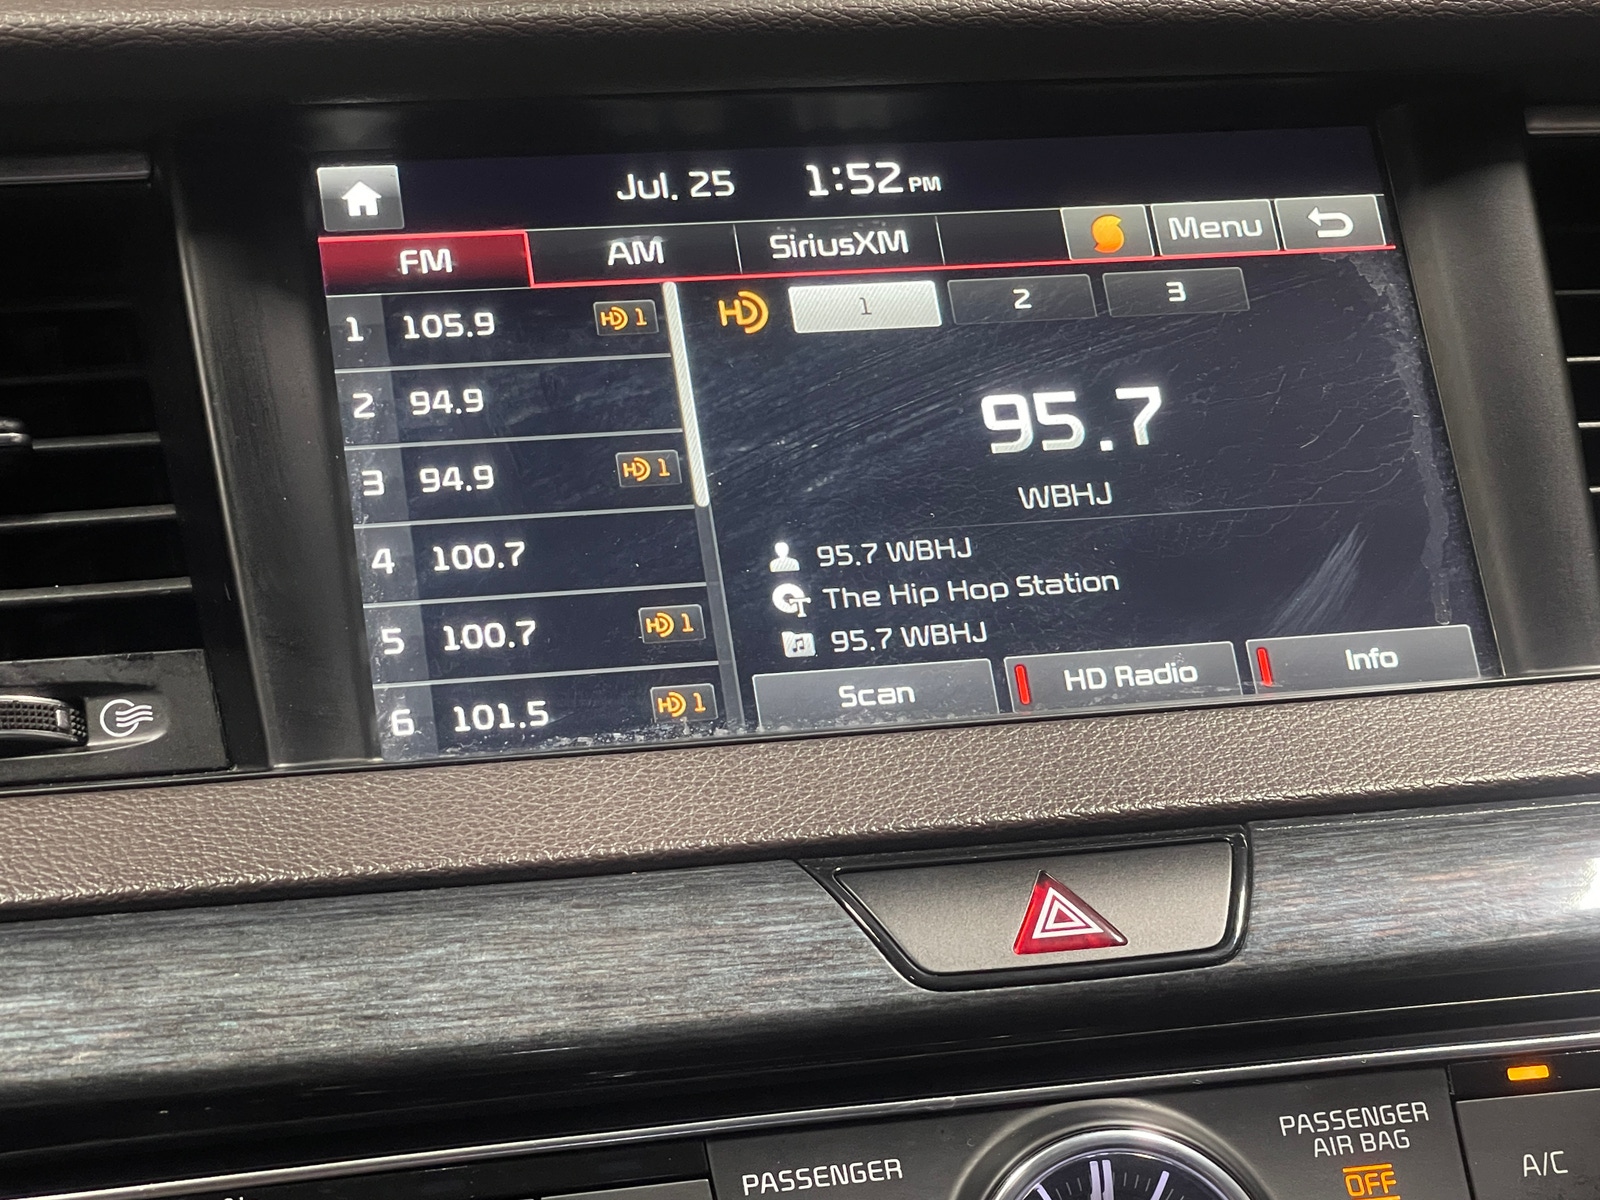 Jul. 25 1:52 PM
FM AM SiriusXM Menu
HD 1 2 3
1 105.9 HD 1
2 94.9
3 94.9 HD 1
4 100.7
5 100.7 HD 1
6 101.5 HD 1
95.7
WBHJ
95.7 WBHJ
The Hip Hop Station
95.7 WBHJ
Scan HD Radio Info
PASSENGER
PASSENGER
AIR BAG
OFF
A/C